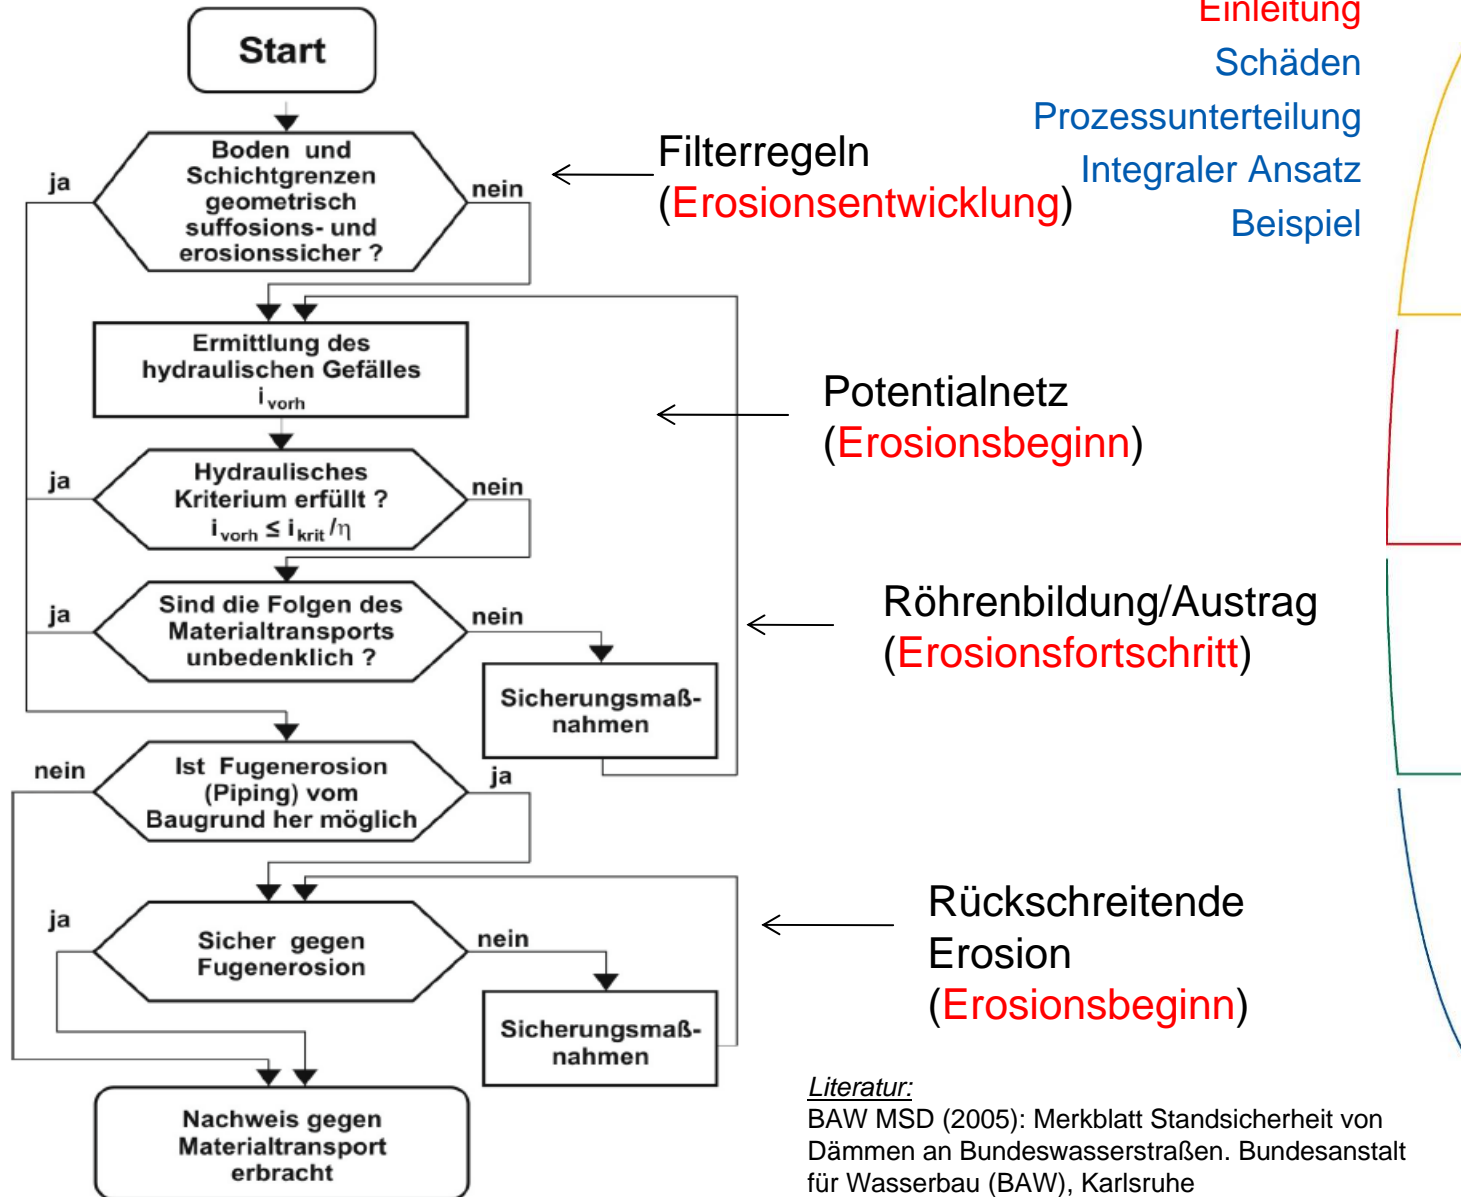 Einleitung
Schäden
Prozessunterteilung
Integraler Ansatz
Beispiel
Start
Boden und
Schichtgrenzen
geometrisch
suffosions- und
erosionssicher ?
ja
nein
Filterregeln
(Erosionsentwicklung)
Ermittlung des
hydraulischen Gefälles
i vorh
Potentialnetz
(Erosionsbeginn)
Hydraulisches
Kriterium erfüllt ?
i vorh ≤ i krit /η
ja
nein
Sind die Folgen des
Materialtransports
unbedenklich ?
ja
nein
Röhrenbildung/Austrag
(Erosionsfortschritt)
Sicherungsmaß-
nahmen
Ist Fugenerosion
(Piping) vom
Baugrund her möglich
nein
ja
Sicher gegen
Fugenerosion
ja
nein
Rückschreitende
Erosion
(Erosionsbeginn)
Sicherungsmaß-
nahmen
Nachweis gegen
Materialtransport
erbracht
Literatur:
BAW MSD (2005): Merkblatt Standsicherheit von
Dämmen an Bundeswasserstraßen. Bundesanstalt
für Wasserbau (BAW), Karlsruhe